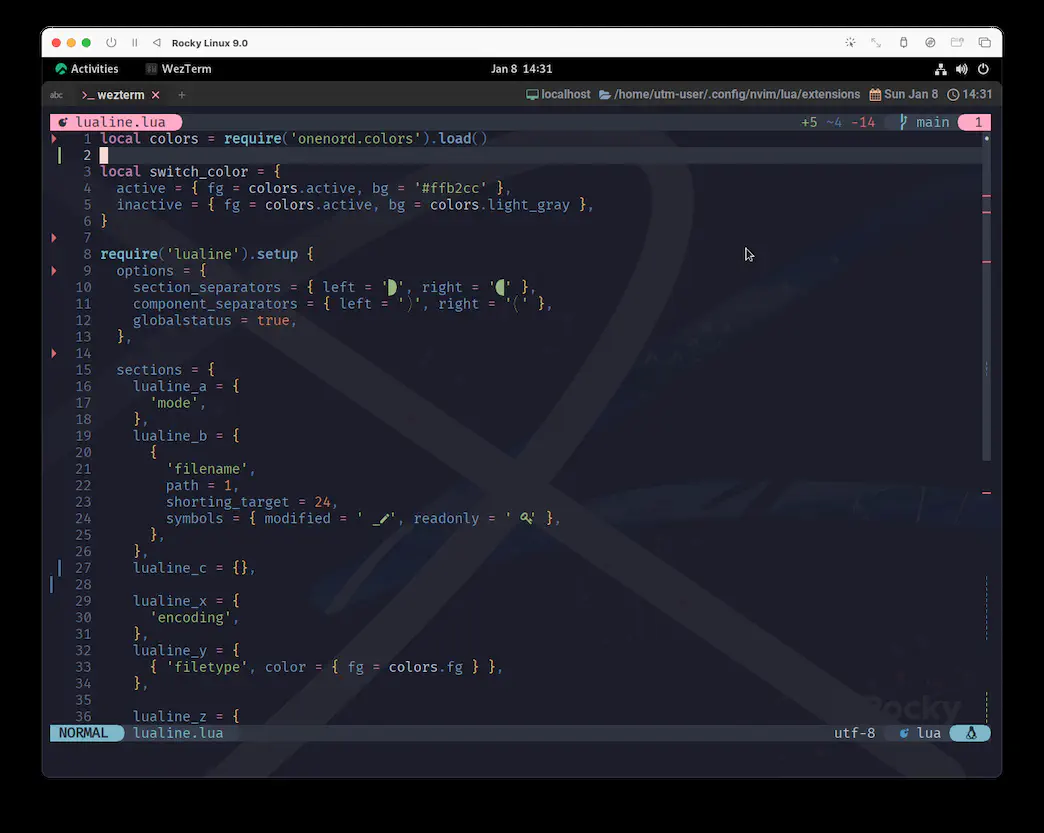 Rocky Linux 9.0
Activities WezTerm Jan 8 14:31
abc >_ wezterm × + localhost /home/utm-user/.config/nvim/lua/extensions Sun Jan 8 14:31
lualine.lua +5 ~4 -14 main 1
1 local colors = require('onenord.colors').load()
2
3 local switch_color = {
4   active = { fg = colors.active, bg = '#ffb2cc' },
5   inactive = { fg = colors.active, bg = colors.light_gray },
6 }
7
8 require('lualine').setup {
9   options = {
10     section_separators = { left = '', right = '' },
11     component_separators = { left = ')', right = '(' },
12     globalstatus = true,
13   },
14
15   sections = {
16     lualine_a = {
17       'mode',
18     },
19     lualine_b = {
20       {
21         'filename',
22         path = 1,
23         shorting_target = 24,
24         symbols = { modified = ' _', readonly = ' ' },
25       },
26     },
27     lualine_c = {},
28
29     lualine_x = {
30       'encoding',
31     },
32     lualine_y = {
33       { 'filetype', color = { fg = colors.fg } },
34     },
35
36     lualine_z = {
Rocky
NORMAL lualine.lua utf-8 lua